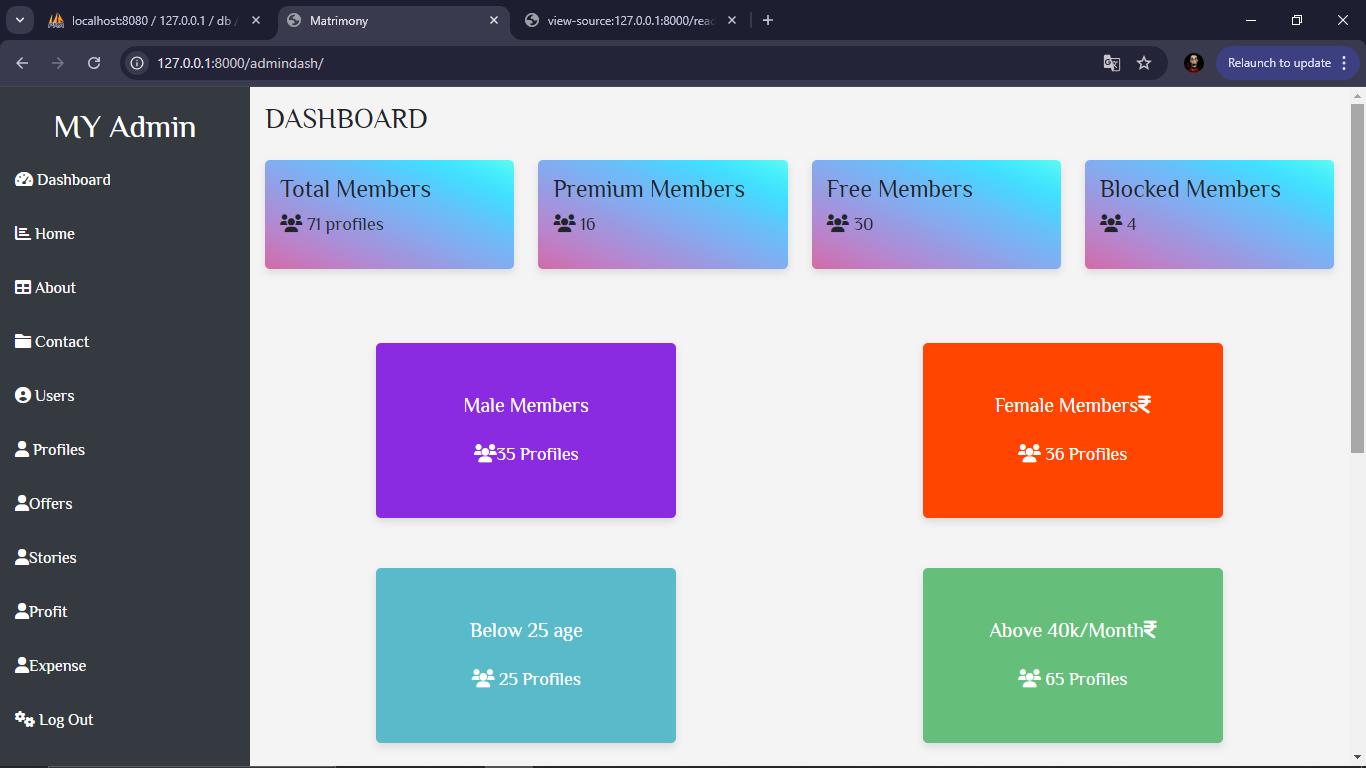 localhost:8080 / 127.0.0.1 / db /
Matrimony
view-source:127.0.0.1:8000/reac
127.0.0.1:8000/admindash/
Relaunch to update
MY Admin
Dashboard
Home
About
Contact
Users
Profiles
Offers
Stories
Profit
Expense
Log Out
DASHBOARD
Total Members
71 profiles
Premium Members
16
Free Members
30
Blocked Members
4
Male Members
35 Profiles
Female Members₹
36 Profiles
Below 25 age
25 Profiles
Above 40k/Month₹
65 Profiles